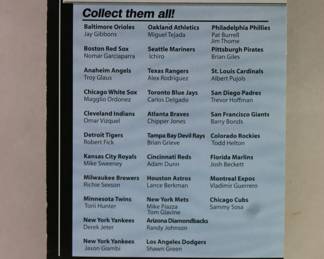 Collect them all!
Baltimore Orioles
Jay Gibbons
Boston Red Sox
Nomar Garciaparra
Anaheim Angels
Troy Glaus
Chicago White Sox
Magglio Ordonez
Cleveland Indians
Omar Vizquel
Detroit Tigers
Robert Fick
Kansas City Royals
Mike Sweeney
Milwaukee Brewers
Richie Sexson
Minnesota Twins
Torii Hunter
New York Yankees
Derek Jeter
New York Yankees
Jason Giambi
Oakland Athletics
Miguel Tejada
Seattle Mariners
Ichiro
Texas Rangers
Alex Rodriguez
Toronto Blue Jays
Carlos Delgado
Atlanta Braves
Chipper Jones
Tampa Bay Devil Rays
Brian Grieve
Cincinnati Reds
Adam Dunn
Houston Astros
Lance Berkman
New York Mets
Mike Piazza
Tom Glavine
Arizona Diamondbacks
Randy Johnson
Los Angeles Dodgers
Shawn Green
Philadelphia Phillies
Pat Burrell
Jim Thome
Pittsburgh Pirates
Brian Giles
St. Louis Cardinals
Albert Pujols
San Diego Padres
Trevor Hoffman
San Francisco Giants
Barry Bonds
Colorado Rockies
Todd Helton
Florida Marlins
Josh Beckett
Montreal Expos
Vladimir Guerrero
Chicago Cubs
Sammy Sosa